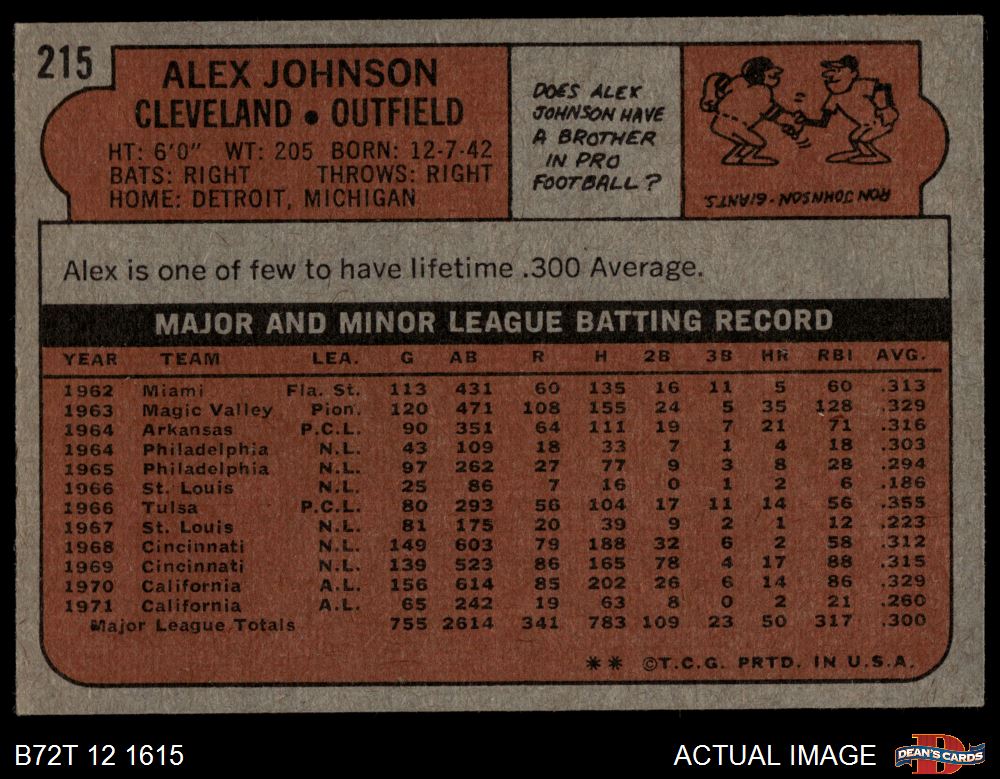 215
ALEX JOHNSON
CLEVELAND • OUTFIELD
HT: 6'0" WT: 205 BORN: 12-7-42
BATS: RIGHT THROWS: RIGHT
HOME: DETROIT, MICHIGAN
DOES ALEX
JOHNSON HAVE
A BROTHER
IN PRO
FOOTBALL?
RON JOHNSON-GIANTS
Alex is one of few to have lifetime .300 Average.
MAJOR AND MINOR LEAGUE BATTING RECORD
YEAR TEAM LEA. G AB R H 2B 3B HR RBI AVG.
1962 Miami Fla. St. 113 431 60 135 16 11 5 60 .313
1963 Magic Valley Pion. 120 471 108 155 24 5 35 128 .329
1964 Arkansas P.C.L. 90 351 64 111 19 7 21 71 .316
1964 Philadelphia N.L. 43 109 18 33 7 1 4 18 .303
1965 Philadelphia N.L. 97 262 27 77 9 3 8 28 .294
1966 St. Louis N.L. 25 86 7 16 0 1 2 6 .186
1966 Tulsa P.C.L. 80 293 56 104 17 11 14 56 .355
1967 St. Louis N.L. 81 175 20 39 9 2 1 12 .223
1968 Cincinnati N.L. 149 603 79 188 32 6 2 58 .312
1969 Cincinnati N.L. 139 523 86 165 78 4 17 88 .315
1970 California A.L. 156 614 85 202 26 6 14 86 .329
1971 California A.L. 65 242 19 63 8 0 2 21 .260
Major League Totals 755 2614 341 783 109 23 50 317 .300
** ©T.C.G. PRTD. IN U.S.A.
B72T 12 1615
ACTUAL IMAGE
DEAN'S CARDS